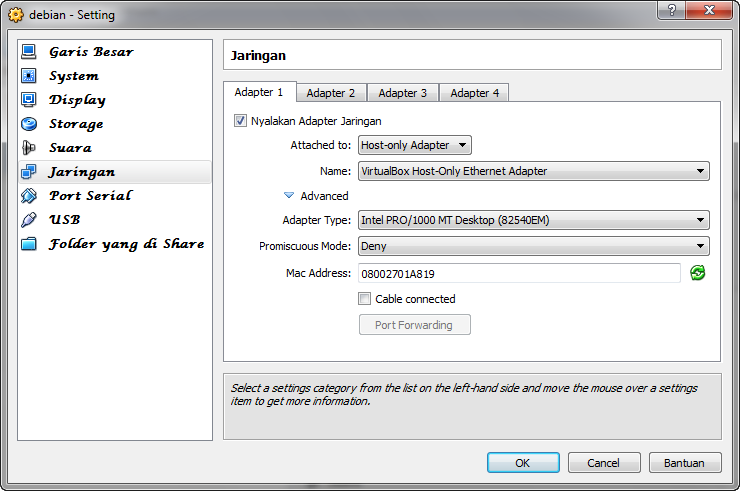 debian - Setting
Garis Besar
System
Display
Storage
Suara
Jaringan
Port Serial
USB
Folder yang di Share
Jaringan
Adapter 1 Adapter 2 Adapter 3 Adapter 4
Nyalakan Adapter Jaringan
Attached to: Host-only Adapter
Name: VirtualBox Host-Only Ethernet Adapter
Advanced
Adapter Type: Intel PRO/1000 MT Desktop (82540EM)
Promiscuous Mode: Deny
Mac Address: 08002701A819
Cable connected
Port Forwarding
Select a settings category from the list on the left-hand side and move the mouse over a settings
item to get more information.
OK Cancel Bantuan